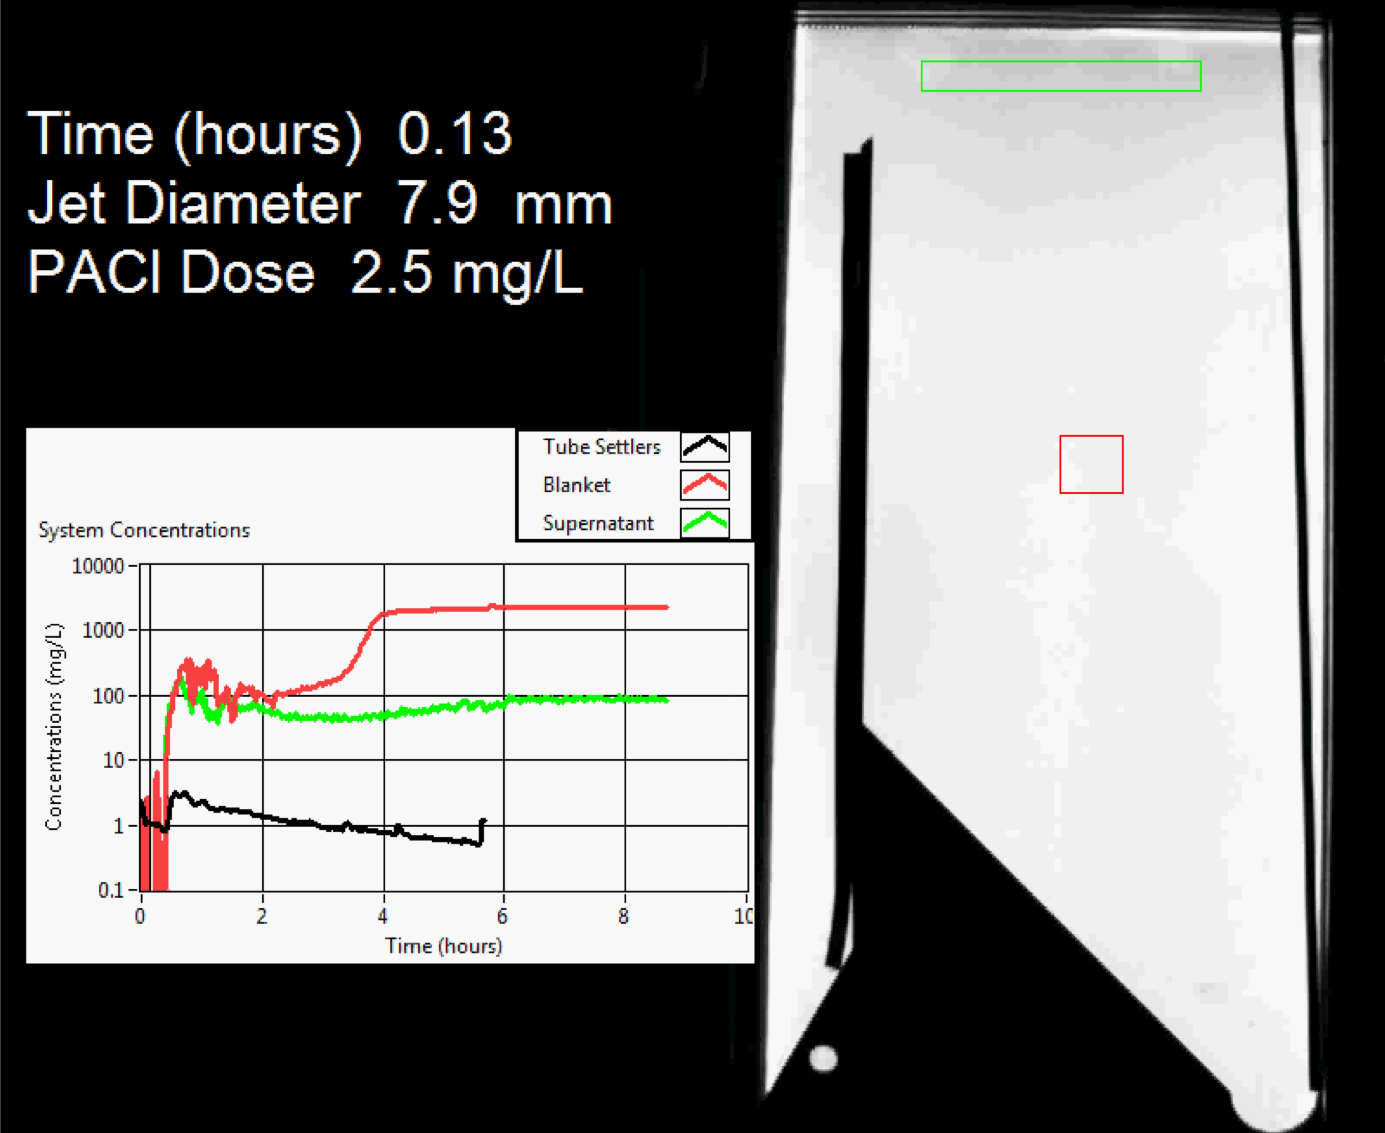 Time (hours) 0.13
Jet Diameter 7.9 mm
PACl Dose 2.5 mg/L
Tube Settlers
Blanket
Supernatant
System Concentrations
10000
1000
100
10
1
0.1
Concentrations (mg/L)
0 2 4 6 8 10
Time (hours)